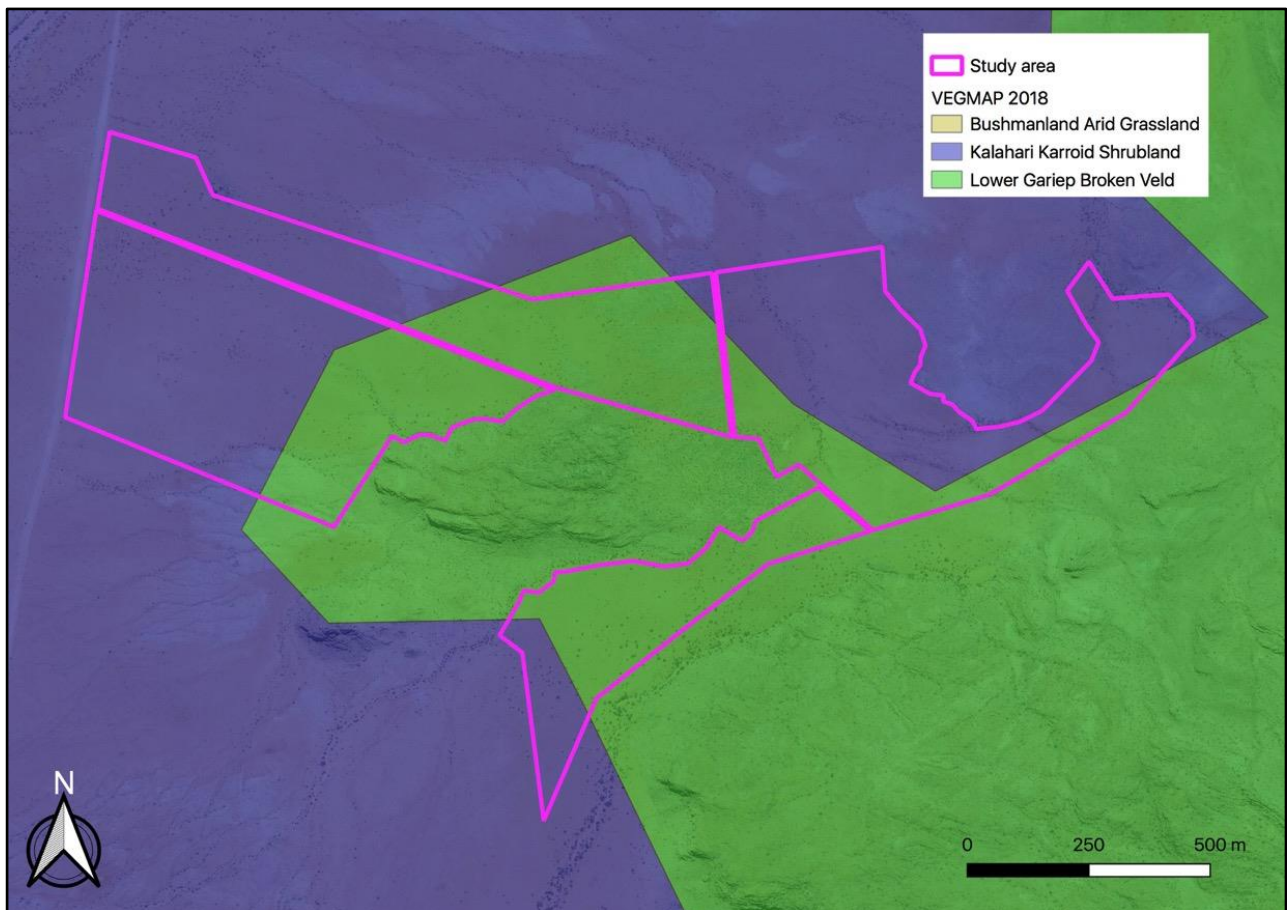 Study area
VEGMAP 2018
Bushmanland Arid Grassland
Kalahari Karroid Shrubland
Lower Gariep Broken Veld
N
0 250 500 m